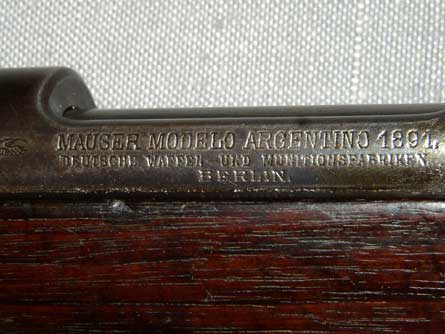 MAUSER MODELO ARGENTINO 1891.
DEUTSCHE WAFFEN- UND MUNITIONSFABRIKEN
BERLIN.